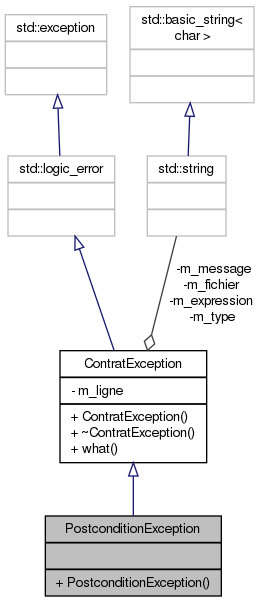 std::exception
std::basic_string<
char >
std::logic_error
std::string
-m_message
-m_fichier
-m_expression
-m_type
ContratException
- m_ligne
+ ContratException()
+ ~ContratException()
+ what()
PostconditionException
+ PostconditionException()